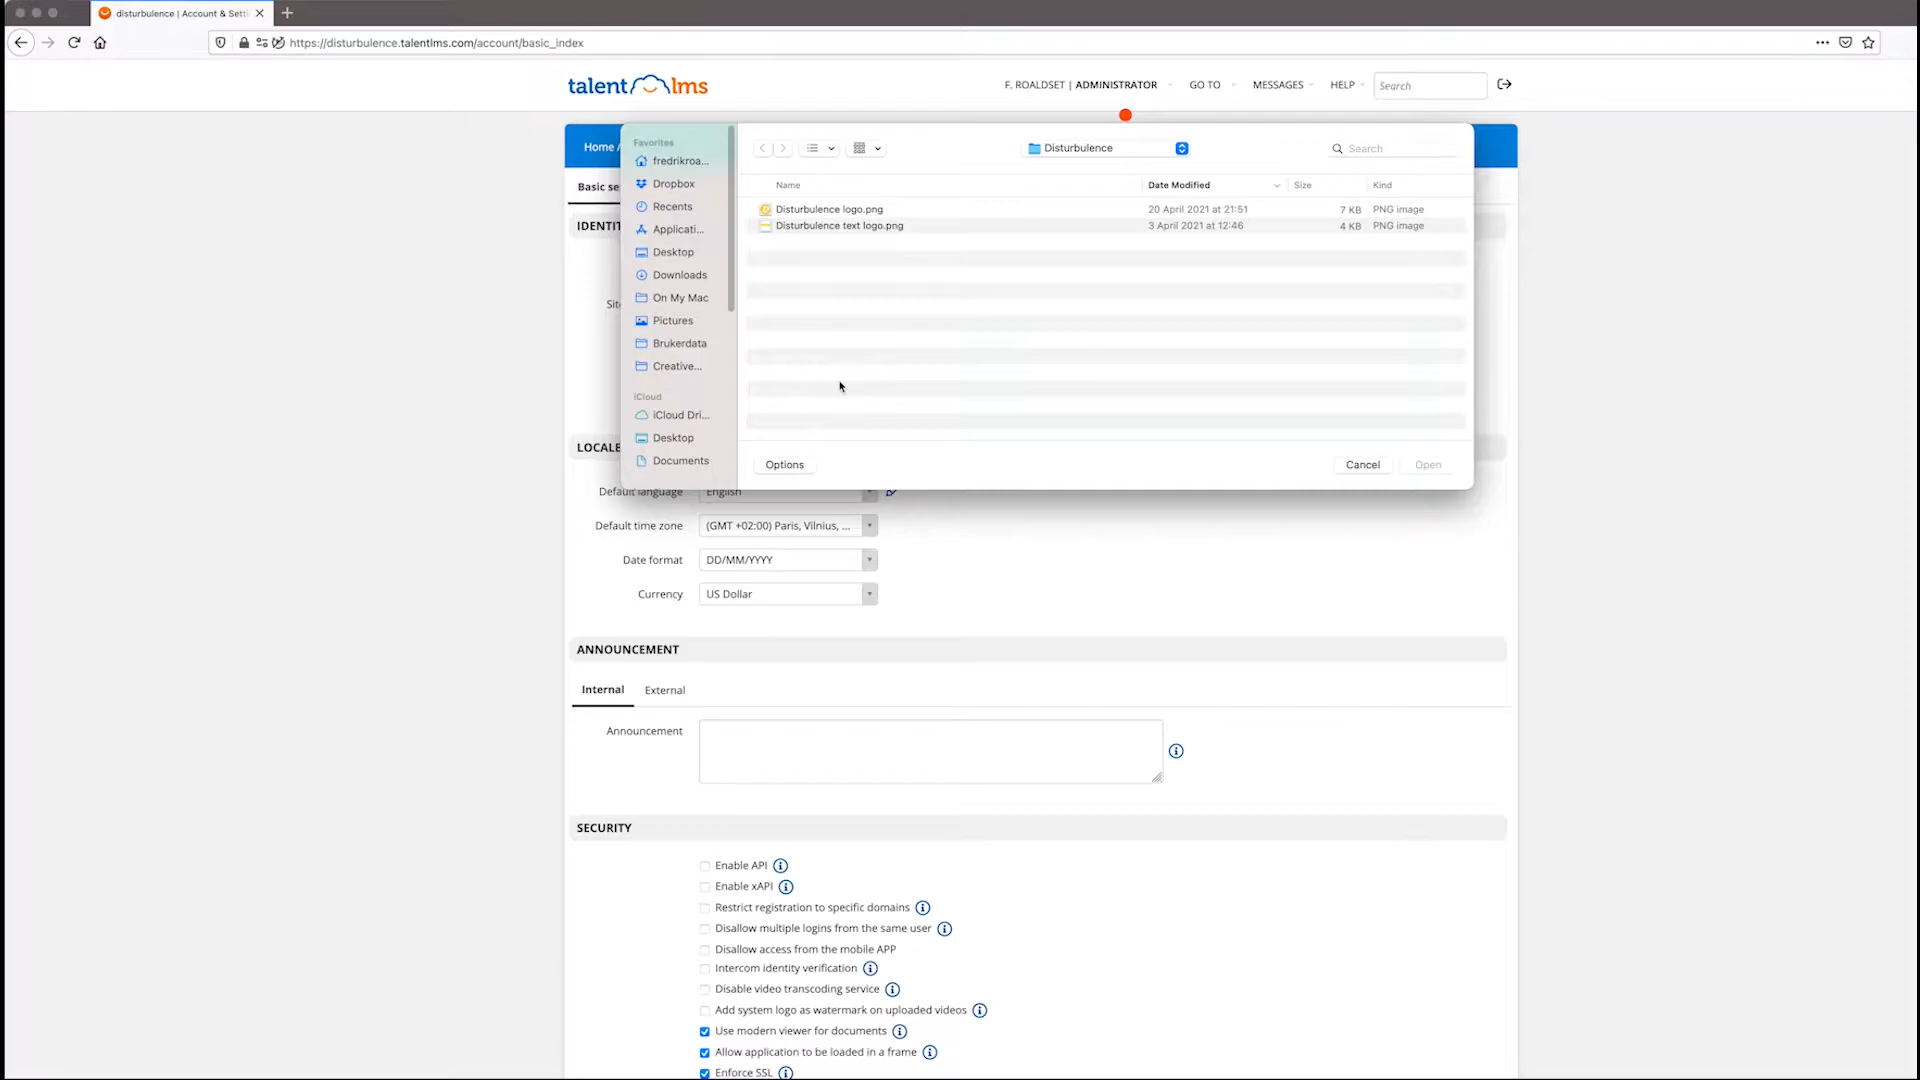 disturbulence | Account & Setti
https://disturbulence.talentlms.com/account/basic_index
talent lms
F. ROALDSET | ADMINISTRATOR
GO TO
MESSAGES
HELP
Search
Home /
Favorites
fredrikroa...
Dropbox
Recents
Applicati...
Desktop
Downloads
On My Mac
Pictures
Brukerdata
Creative...
iCloud
iCloud Dri...
Desktop
Documents
Disturbulence
Search
Name Date Modified Size Kind
Disturbulence logo.png 20 April 2021 at 21:51 7 KB PNG image
Disturbulence text logo.png 3 April 2021 at 12:46 4 KB PNG image
Options
Cancel
Open
Basic se
IDENTIT
Sit
LOCALE
Default language English
Default time zone (GMT +02:00) Paris, Vilnius, ...
Date format DD/MM/YYYY
Currency US Dollar
ANNOUNCEMENT
Internal External
Announcement
SECURITY
Enable API
Enable xAPI
Restrict registration to specific domains
Disallow multiple logins from the same user
Disallow access from the mobile APP
Intercom identity verification
Disable video transcoding service
Add system logo as watermark on uploaded videos
Use modern viewer for documents
Allow application to be loaded in a frame
Enforce SSL